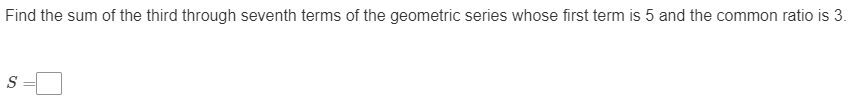 Find the sum of the third through seventh terms of the geometric series whose first term is 5 and the common ratio is 3.
S =